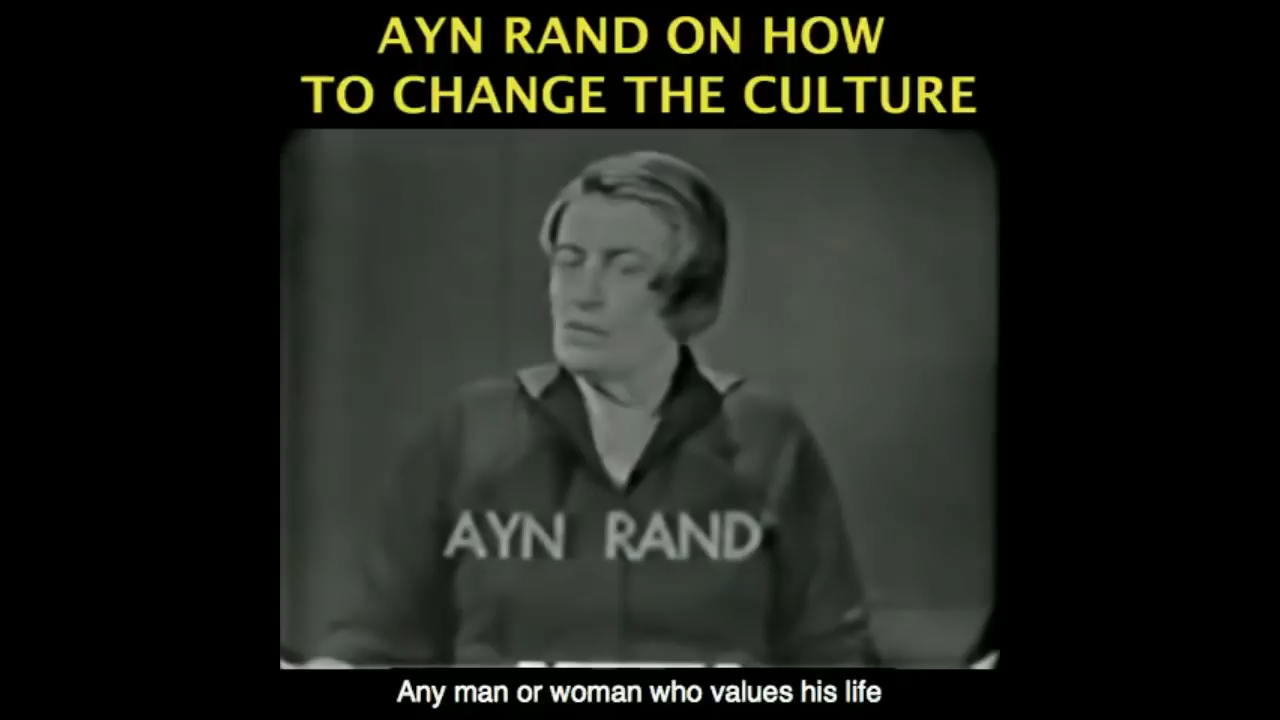 AYN RAND ON HOW
TO CHANGE THE CULTURE
AYN RAND
Any man or woman who values his life